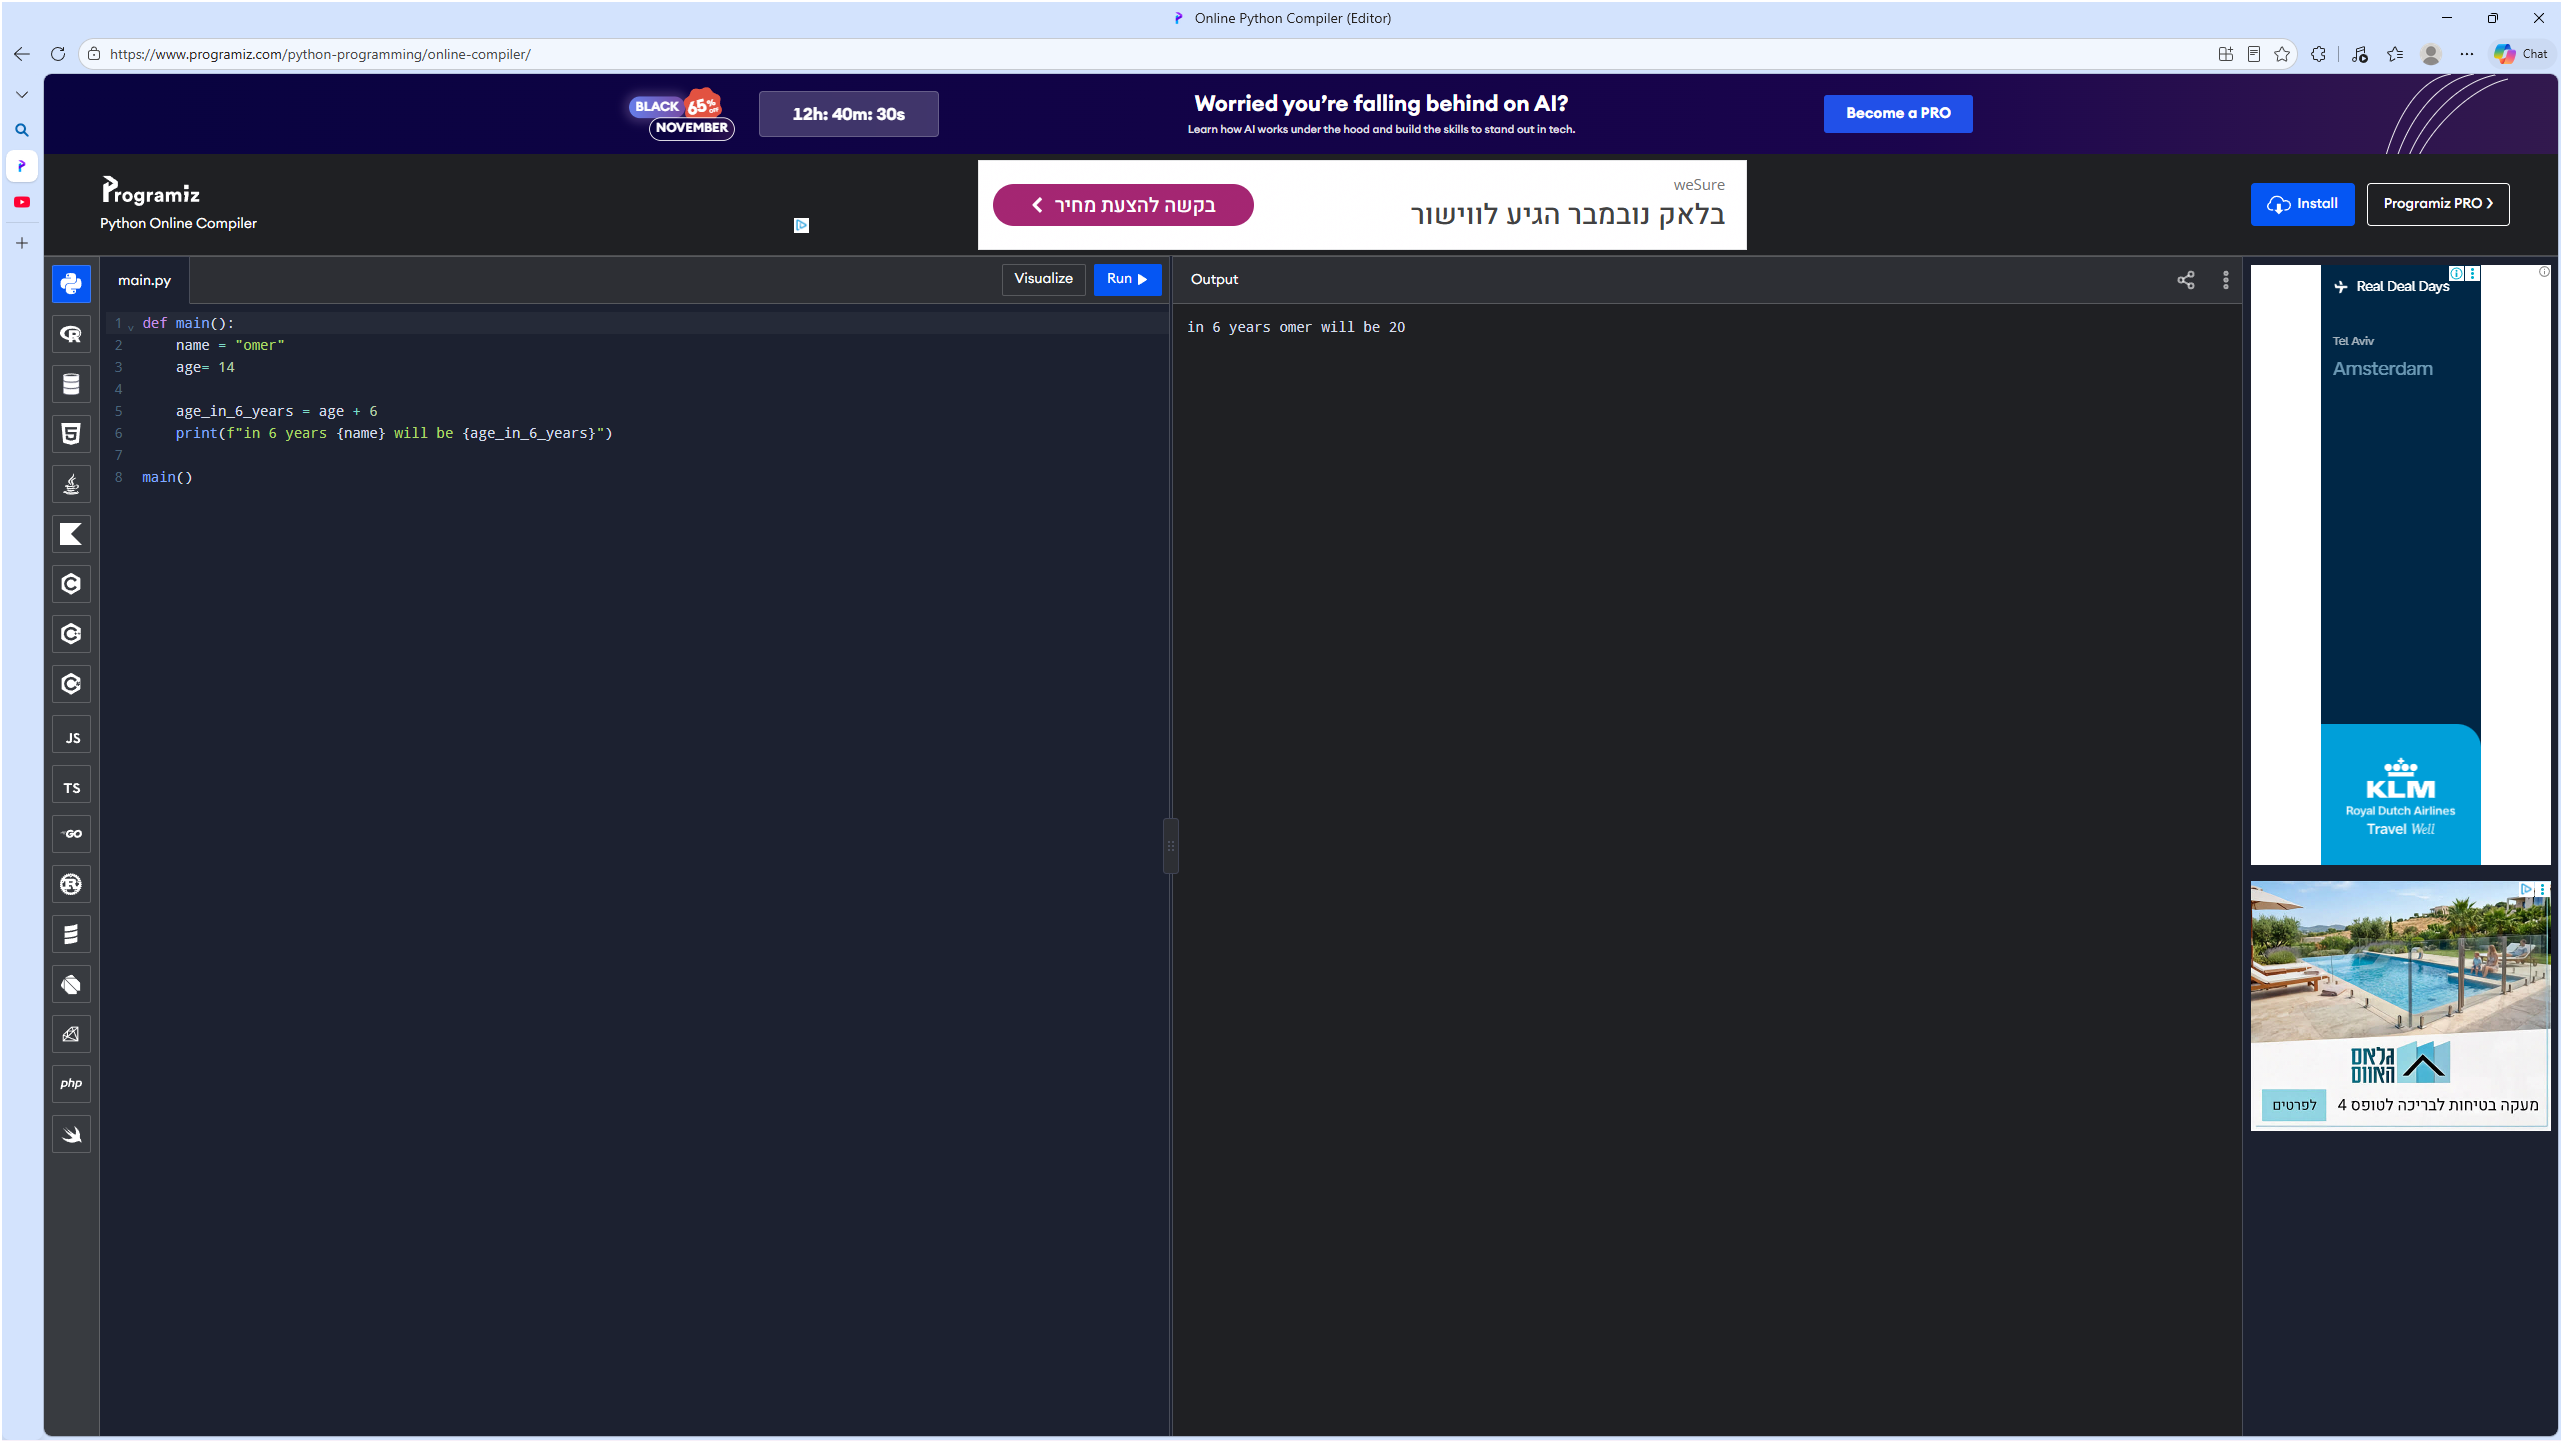 Online Python Compiler (Editor)
https://www.programiz.com/python-programming/online-compiler/
Chat
BLACK 65% OFF
NOVEMBER
12h: 40m: 30s
Worried you're falling behind on AI?
Learn how AI works under the hood and build the skills to stand out in tech.
Become a PRO
Programiz
Python Online Compiler
weSure
בלאק נובמבר הגיע לווישור
בקשה להצעת מחיר
Install
Programiz PRO
main.py
Visualize
Run
Output
1 def main():
2 name = "omer"
3 age= 14
4
5 age_in_6_years = age + 6
6 print(f"in 6 years {name} will be {age_in_6_years}")
7
8 main()
in 6 years omer will be 20
JS
TS
GO
php
Real Deal Days
Tel Aviv
Amsterdam
KLM
Royal Dutch Airlines
Travel Well
גלאס
האווס
מעקה בטיחות לבריכה לטופס 4
לפרטים